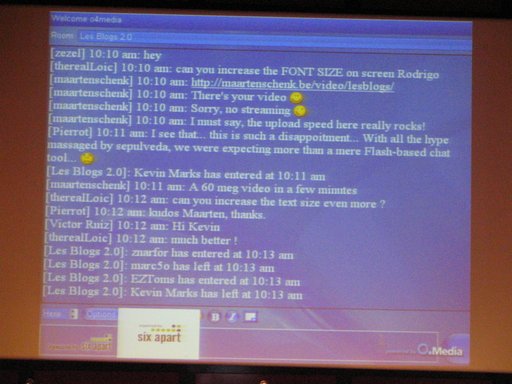 Welcome o4media
Room: Les Blogs 2.0
[zezel] 10:10 am: hey
[therealLoic] 10:10 am: can you increase the FONT SIZE on screen Rodrigo
[maartenschenk] 10:10 am: http://maartenschenk.be/video/lesblogs/
[maartenschenk] 10:10 am: There's your video
[maartenschenk] 10:10 am: Sorry, no streaming
[maartenschenk] 10:10 am: I must say, the upload speed here really rocks!
[Pierrot] 10:11 am: I see that... this is such a disappoitment... With all the hype
massaged by sepulveda, we were expecting more than a mere Flash-based chat
tool...
[Les Blogs 2.0]: Kevin Marks has entered at 10:11 am
[maartenschenk] 10:11 am: A 60 meg video in a few minutes
[therealLoic] 10:12 am: can you increase the text size even more ?
[Pierrot] 10:12 am: kudos Maarten, thanks.
[Victor Ruiz] 10:12 am: Hi Kevin
[therealLoic] 10:12 am: much better !
[Les Blogs 2.0]: znarfor has entered at 10:13 am
[Les Blogs 2.0]: marc5o has left at 10:13 am
[Les Blogs 2.0]: EZToms has entered at 10:13 am
[Les Blogs 2.0]: Kevin Marks has left at 10:13 am
Here Options B I
six apart six apart powered by O4Media